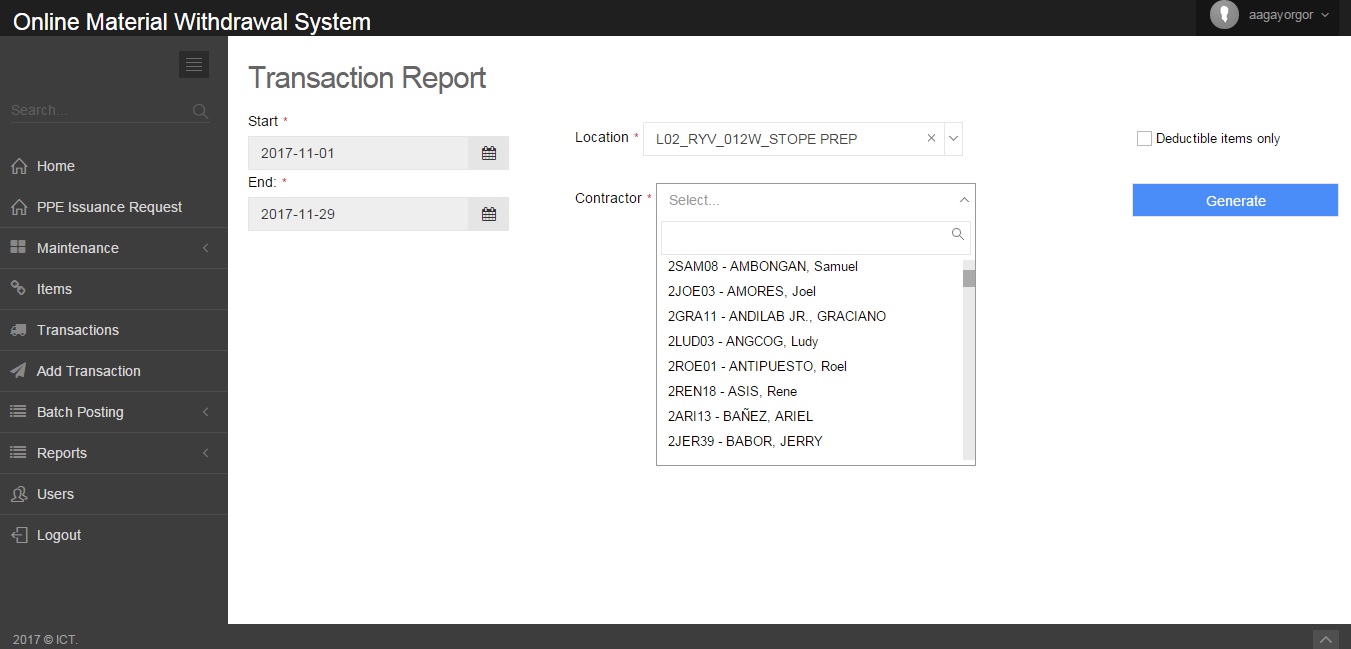 Online Material Withdrawal System
aagayorgor
Search...
Home
PPE Issuance Request
Maintenance
Items
Transactions
Add Transaction
Batch Posting
Reports
Users
Logout
Transaction Report
Start *
2017-11-01
End: *
2017-11-29
Location *
L02_RYV_012W_STOPE PREP
Contractor *
Select...
2SAM08 - AMBONGAN, Samuel
2JOE03 - AMORES, Joel
2GRA11 - ANDILAB JR., GRACIANO
2LUD03 - ANGCOG, Ludy
2ROE01 - ANTIPUESTO, Roel
2REN18 - ASIS, Rene
2ARI13 - BAÑEZ, ARIEL
2JER39 - BABOR, JERRY
Deductible items only
Generate
2017 © ICT.